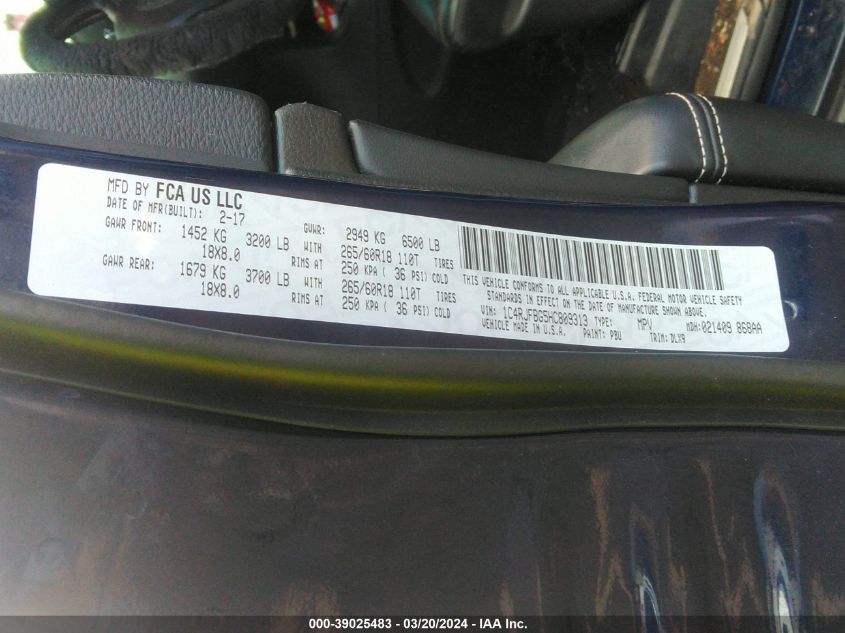 MFD BY FCA US LLC
DATE OF MFR(BUILT): 2-17 GVWR: 2949 KG 6500 LB
GAWR FRONT: 1452 KG 3200 LB WITH 265/60R18 110T TIRES
18X8.0 RIMS AT 250 KPA ( 36 PSI) COLD
GAWR REAR: 1679 KG 3700 LB WITH 265/60R18 110T TIRES
18X8.0 RIMS AT 250 KPA ( 36 PSI) COLD
THIS VEHICLE CONFORMS TO ALL APPLICABLE U.S.A. FEDERAL MOTOR VEHICLE SAFETY
STANDARDS IN EFFECT ON THE DATE OF MANUFACTURE SHOWN ABOVE.
VIN: 1C4RJFBG5HC809313 TYPE: MPV MDH: 021409 868AA
VEHICLE MADE IN U.S.A. PAINT: PBU TRIM: DLX9
000-39025483 - 03/20/2024 - IAA Inc.